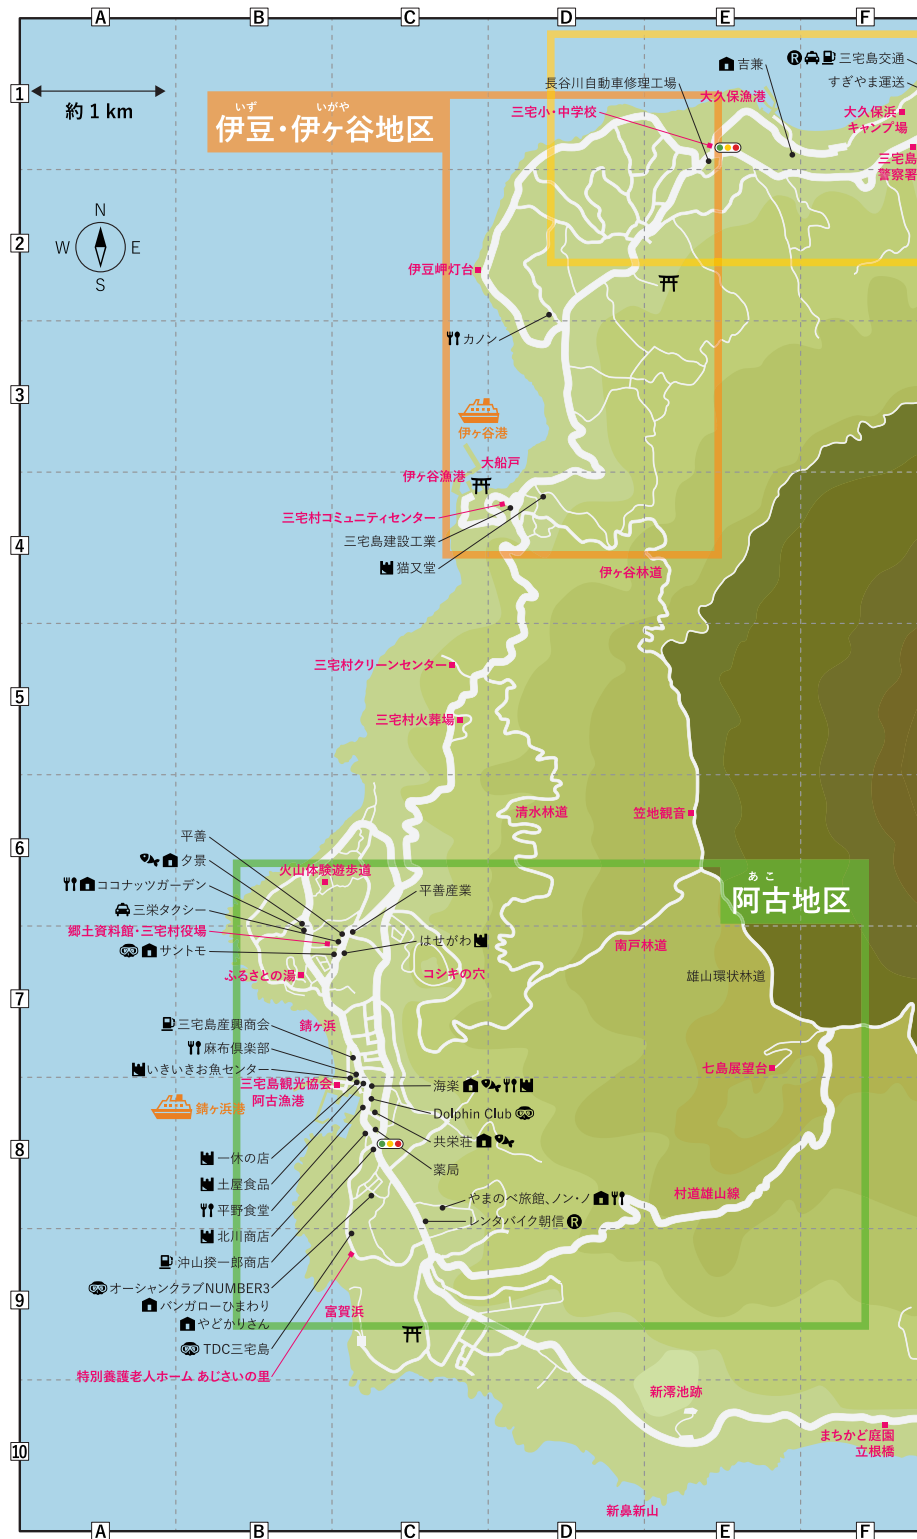 A
B
C
D
E
F
1
2
3
4
5
6
7
8
9
10
約 1 km
N
W
E
S
いず
いがや
伊豆・伊ヶ谷地区
吉兼
R
三宅島交通
すぎやま運送
長谷川自動車修理工場
大久保漁港
三宅小・中学校
大久保浜
キャンプ場
三宅島
警察署
伊豆岬灯台
カノン
伊ヶ谷港
大船戸
伊ヶ谷漁港
三宅村コミュニティセンター
三宅島建設工業
猫又堂
伊ヶ谷林道
三宅村クリーンセンター
三宅村火葬場
清水林道
笠地観音
平善
夕景
火山体験遊歩道
ココナッツガーデン
平善産業
三栄タクシー
郷土資料館・三宅村役場
はせがわ
サントモ
あこ
阿古地区
南戸林道
ふるさとの湯
コシキの穴
雄山環状林道
錆ヶ浜
三宅島産興商会
麻布倶楽部
いきいきお魚センター
三宅島観光協会
阿古漁港
海楽
七島展望台
錆ヶ浜港
Dolphin Club
共栄荘
一休の店
薬局
土屋食品
やまのべ旅館、ノン・ノ
村道雄山線
平野食堂
レンタバイク朝信
R
北川商店
沖山揆一郎商店
オーシャンクラブNUMBER3
バンガローひまわり
富賀浜
やどかりさん
TDC三宅島
特別養護老人ホーム あじさいの里
新澪池跡
まちかど庭園
立根橋
新鼻新山
A
B
C
D
E
F